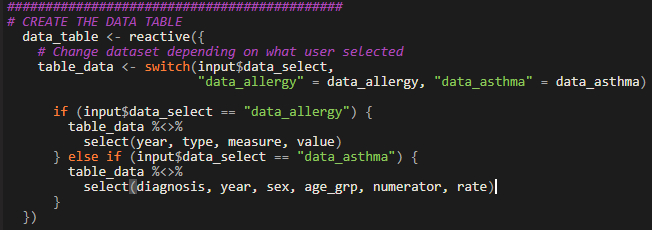 #############################################
# CREATE THE DATA TABLE
  data_table <- reactive({
    # Change dataset depending on what user selected
    table_data <- switch(input$data_select,
                         "data_allergy" = data_allergy, "data_asthma" = data_asthma)

      if (input$data_select == "data_allergy") {
        table_data %<>%
          select(year, type, measure, value)
      } else if (input$data_select == "data_asthma") {
        table_data %<>%
          select(diagnosis, year, sex, age_grp, numerator, rate)
      }
  })